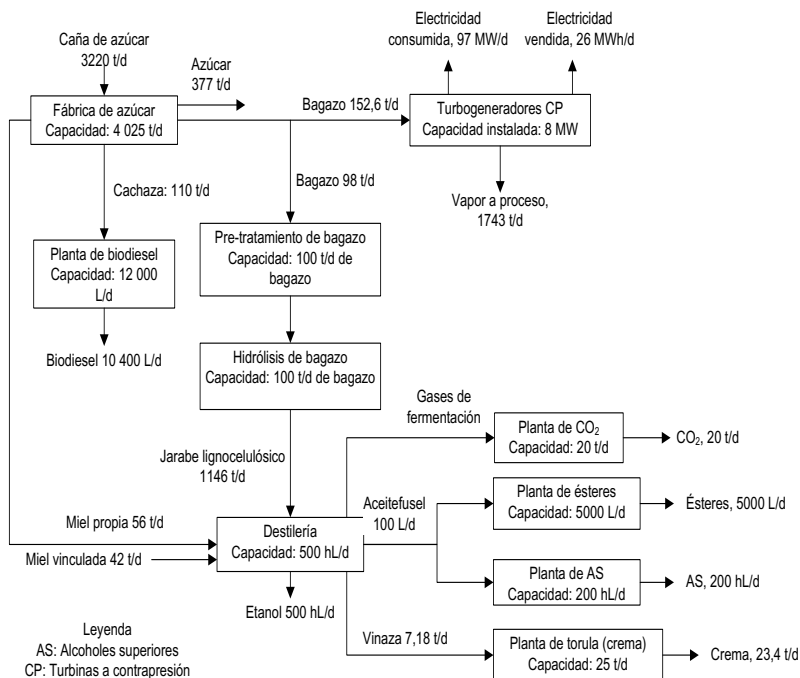 Caña de azúcar
3220 t/d
Azúcar
377 t/d
Electricidad
consumida, 97 MW/d
Electricidad
vendida, 26 MWh/d
Fábrica de azúcar
Capacidad: 4 025 t/d
Bagazo 152,6 t/d
Turbogeneradores CP
Capacidad instalada: 8 MW
Cachaza: 110 t/d
Bagazo 98 t/d
Vapor a proceso,
1743 t/d
Planta de biodiesel
Capacidad: 12 000
L/d
Pre-tratamiento de bagazo
Capacidad: 100 t/d de
bagazo
Biodiesel 10 400 L/d
Hidrólisis de bagazo
Capacidad: 100 t/d de bagazo
Gases de
fermentación
Planta de CO2
Capacidad: 20 t/d
CO2, 20 t/d
Jarabe lignocelulósico
1146 t/d
Aceitefusel
100 L/d
Planta de ésteres
Capacidad: 5000 L/d
Ésteres, 5000 L/d
Miel propia 56 t/d
Destilería
Capacidad: 500 hL/d
Miel vinculada 42 t/d
Planta de AS
Capacidad: 200 hL/d
AS, 200 hL/d
Etanol 500 hL/d
Leyenda
AS: Alcoholes superiores
CP: Turbinas a contrapresión
Vinaza 7,18 t/d
Planta de torula (crema)
Capacidad: 25 t/d
Crema, 23,4 t/d